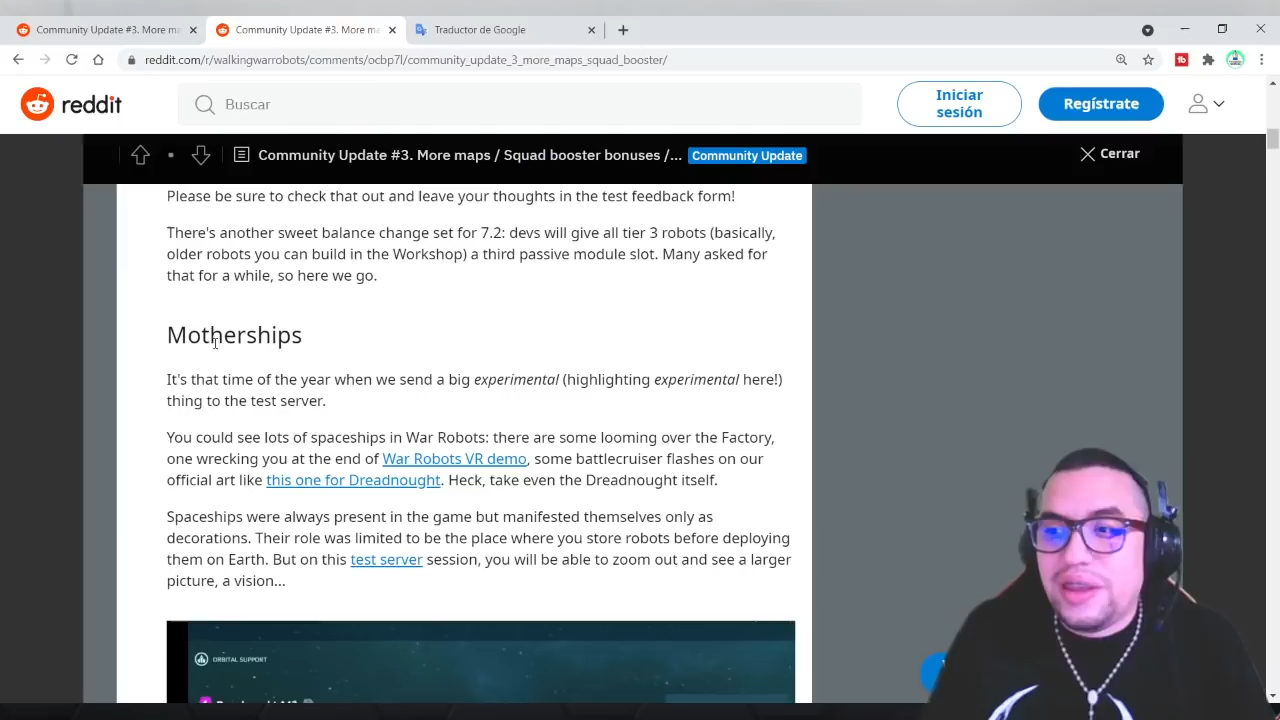 Community Update #3. More m
Community Update #3. More m
Traductor de Google
reddit.com/r/walkingwarrobots/comments/ocbp7l/community_update_3_more_maps_squad_booster/
reddit
Buscar
Iniciar
sesión
Regístrate
Community Update #3. More maps / Squad booster bonuses /...
Community Update
Cerrar
Please be sure to check that out and leave your thoughts in the test feedback form!
There's another sweet balance change set for 7.2: devs will give all tier 3 robots (basically,
older robots you can build in the Workshop) a third passive module slot. Many asked for
that for a while, so here we go.
Motherships
It's that time of the year when we send a big experimental (highlighting experimental here!)
thing to the test server.
You could see lots of spaceships in War Robots: there are some looming over the Factory,
one wrecking you at the end of War Robots VR demo, some battlecruiser flashes on our
official art like this one for Dreadnought. Heck, take even the Dreadnought itself.
Spaceships were always present in the game but manifested themselves only as
decorations. Their role was limited to be the place where you store robots before deploying
them on Earth. But on this test server session, you will be able to zoom out and see a larger
picture, a vision...
ORBITAL SUPPORT